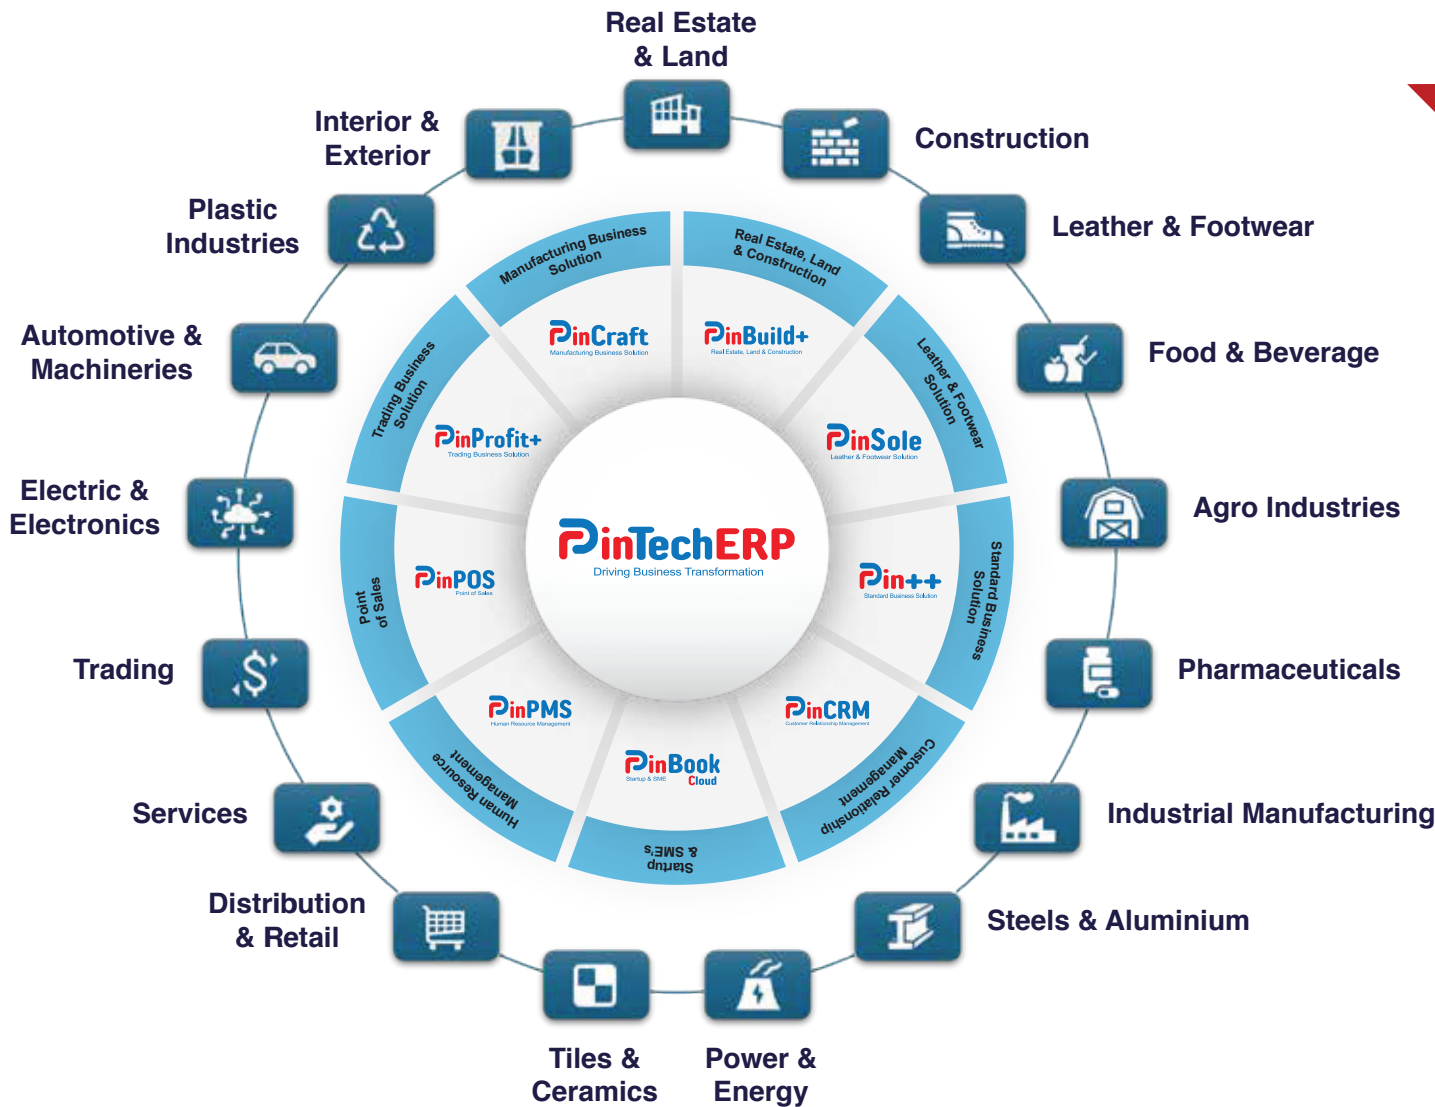 Real Estate
& Land
Construction
Leather & Footwear
Food & Beverage
Agro Industries
Pharmaceuticals
Industrial Manufacturing
Steels & Aluminium
Power &
Energy
Tiles &
Ceramics
Distribution
& Retail
Services
Trading
Electric &
Electronics
Automotive &
Machineries
Plastic
Industries
Interior &
Exterior
Manufacturing Business
Solution
Real Estate, Land
& Construction
Leather & Footwear
Solution
Standard Business
Solution
Customer Relationship
Management
Startup
& SME's
Human Resource
Management
Point
of Sales
Trading Business
Solution
PinCraft
Manufacturing Business Solution
PinBuild+
Real Estate, Land & Construction
PinSole
Leather & Footwear Solution
Pin++
Standard Business Solution
PinCRM
Customer Relationship Management
PinBook
Startup & SME
Cloud
PinPMS
Human Resource Management
PinPOS
Point of Sales
PinProfit+
Trading Business Solution
PinTechERP
Driving Business Transformation